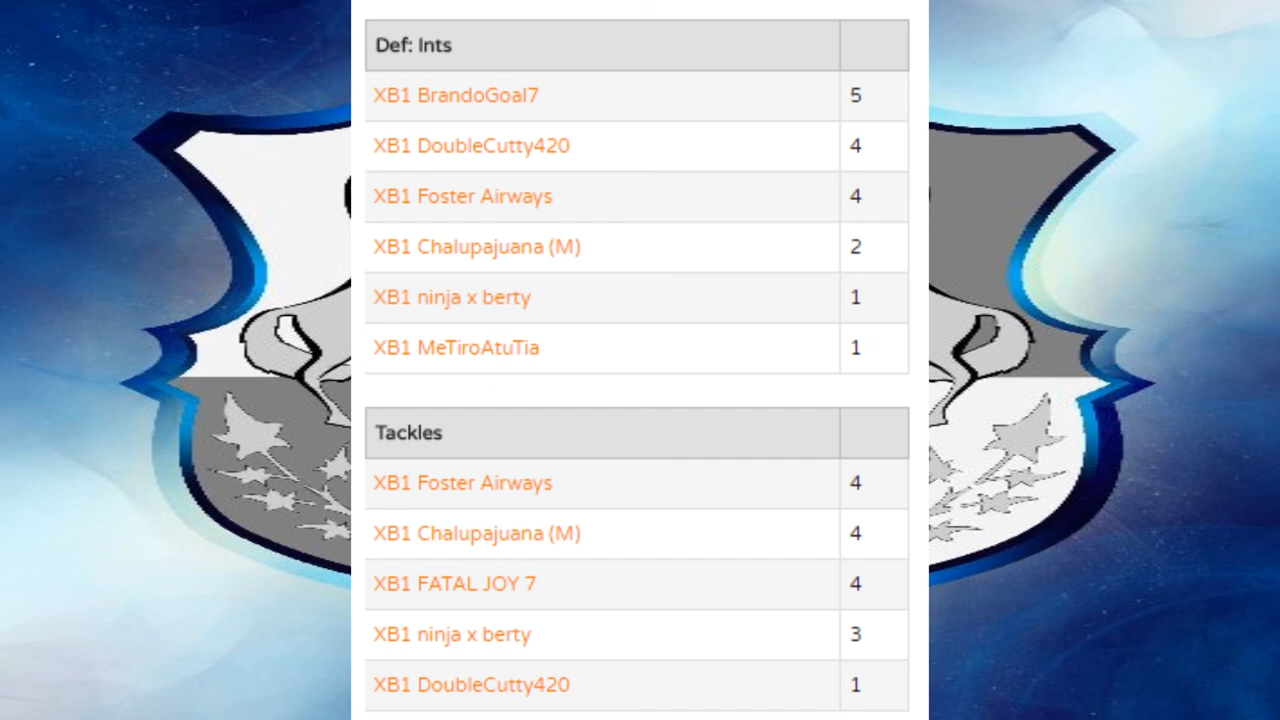 Def: Ints
XB1 BrandoGoal7 5
XB1 DoubleCutty420 4
XB1 Foster Airways 4
XB1 Chalupajuana (M) 2
XB1 ninja x berty 1
XB1 MeTiroAtuTia 1
Tackles
XB1 Foster Airways 4
XB1 Chalupajuana (M) 4
XB1 FATAL JOY 7 4
XB1 ninja x berty 3
XB1 DoubleCutty420 1